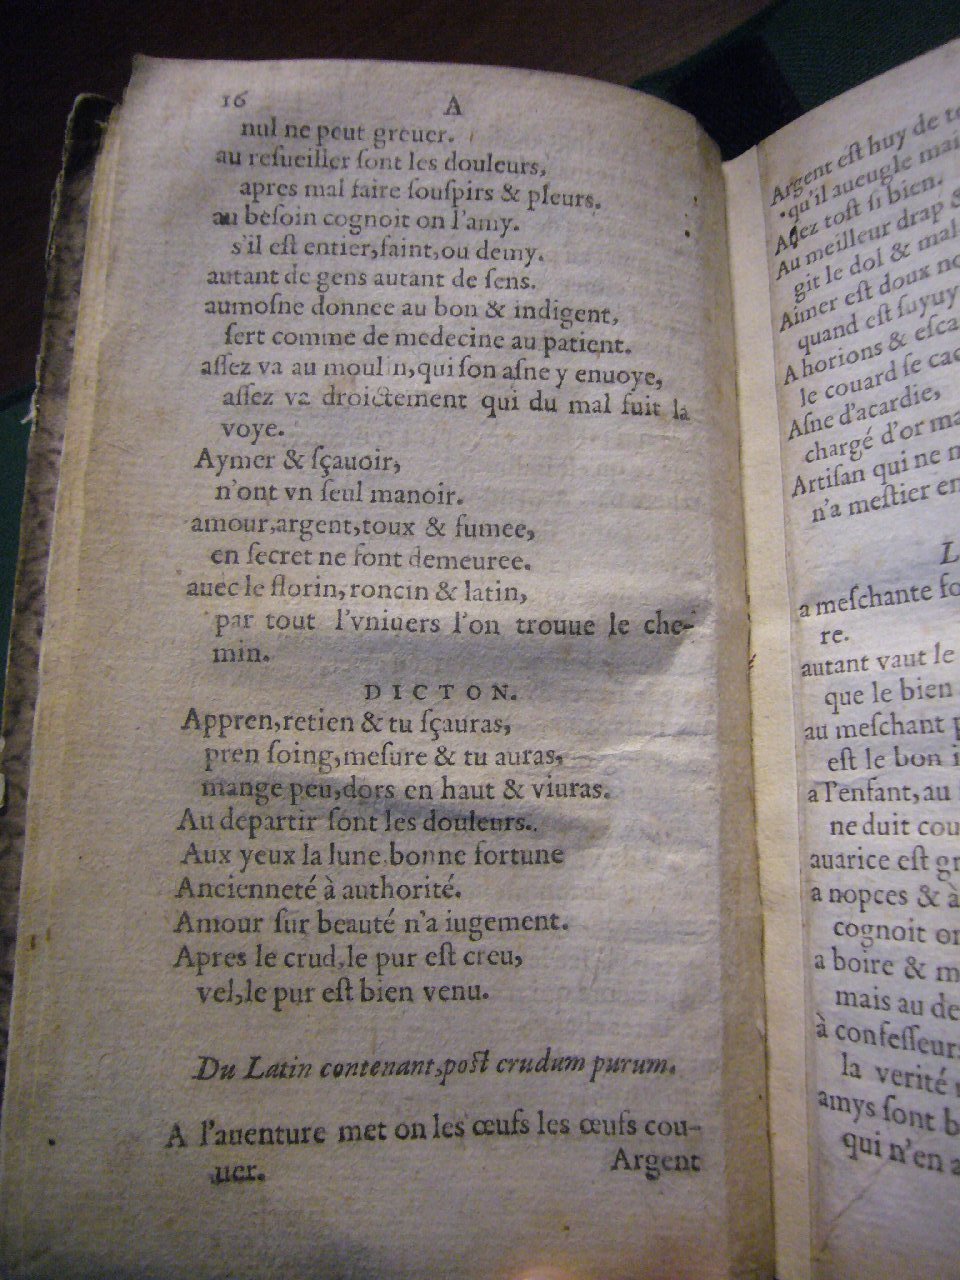 16 A
nul ne peut greuer.
au resueiller sont les douleurs,
apres mal faire souspirs & pleurs.
au besoin cognoit on l'amy.
s'il est entier, saint, ou demy.
autant de gens autant de sens.
aumosne donnee au bon & indigent,
sert comme de medecine au patient.
assez va au moulin, qui son asne y enuoye,
assez va droictement qui du mal fuit la
voye.
Aymer & sçauoir,
n'ont vn seul manoir.
amour, argent, toux & fumee,
en secret ne font demeuree.
auec le florin, roncin & latin,
par tout l'vniuers l'on trouue le che-
min.
DICTON.
Appren, retien & tu sçauras,
pren soing, mesure & tu auras,
mange peu, dors en haut & viuras.
Au departir sont les douleurs.
Aux yeux la lune bonne fortune
Ancienneté à authorité.
Amour sur beauté n'a iugement.
Apres le crud, le pur est creu,
vel, le pur est bien venu.
Du Latin contenant, post crudum purum.
A l'auenture met on les œufs les œufs cou-
uer.
Argent
Argent est huy de
qu'il aueugle
Assez tost si bien.
Au meilleur drap &
git le dol & mal
Aimer est doux
quand est
A horions &
le couard se
Asne d'acardie,
chargé d'or
Artisan qui ne
n'a mestier en
a meschante
re.
autant vaut le
que le bien
au meschant
est le bon
a l'enfant, au
ne duit
auarice est
a nopces & à
cognoit
a boire &
mais au
à confesseur
la verité
amys sont
qui n'en